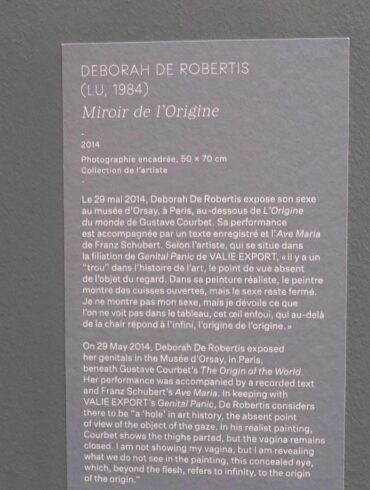 DEBORAH DE ROBERTIS
(LU, 1984)
Miroir de l'Origine
-
2014
Photographie encadrée, 50 × 70 cm
Collection de l'artiste
-
Le 29 mai 2014, Deborah De Robertis expose son sexe
au musée d'Orsay, à Paris, au-dessous de L'Origine
du monde de Gustave Courbet. Sa performance
est accompagnée par un texte enregistré et l'Ave Maria
de Franz Schubert. Selon l'artiste, qui se situe dans
la filiation de Genital Panic de VALIE EXPORT, « il y a un
"trou" dans l'histoire de l'art, le point de vue absent
de l'objet du regard. Dans sa peinture réaliste, le peintre
montre des cuisses ouvertes, mais le sexe reste fermé.
Je ne montre pas mon sexe, mais je dévoile ce que
l'on ne voit pas dans le tableau, cet œil enfoui, qui au-delà
de la chair répond à l'infini, l'origine de l'origine. »
On 29 May 2014, Deborah De Robertis exposed
her genitals in the Musée d'Orsay, in Paris,
beneath Gustave Courbet's The Origin of the World.
Her performance was accompanied by a recorded text
and Franz Schubert's Ave Maria. In keeping with
VALIE EXPORT's Genital Panic, De Robertis considers
there to be "a 'hole' in art history, the absent point
of view of the object of the gaze. In his realist painting,
Courbet shows the thighs parted, but the vagina remains
closed. I am not showing my vagina, but I am revealing
what we do not see in the painting, this concealed eye,
which, beyond the flesh, refers to infinity, to the origin
of the origin."